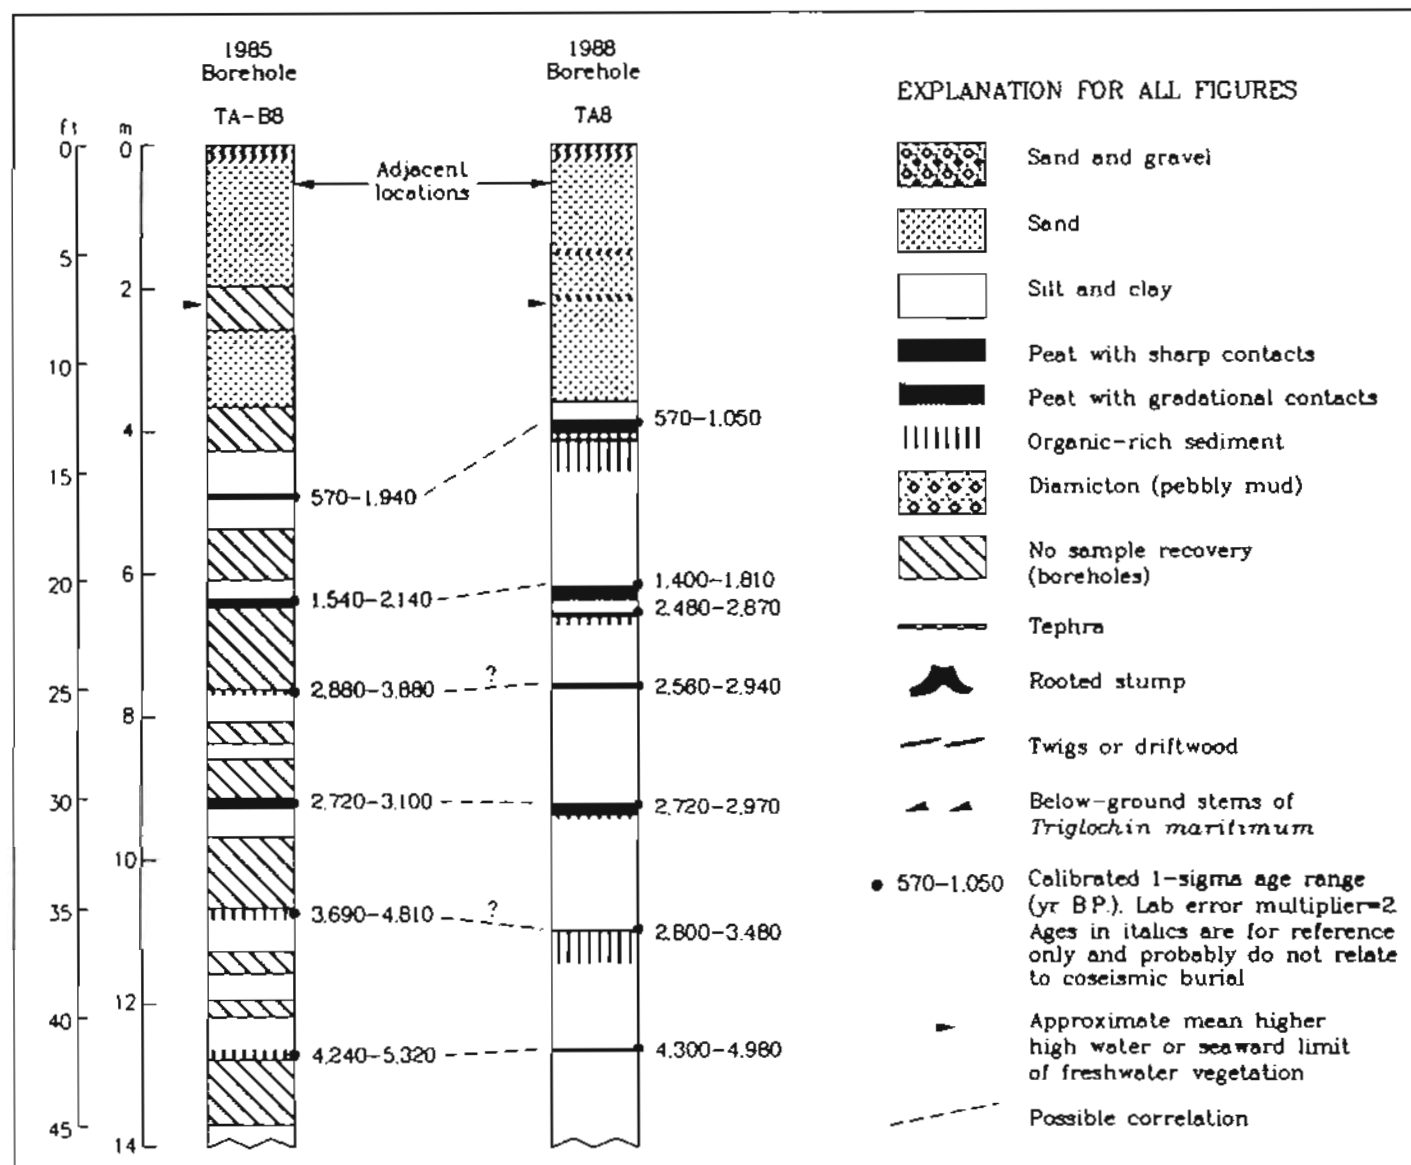 1985
Borehole
TA-B8
1988
Borehole
TA8
ft
m
0
5
10
15
20
25
30
35
40
45
0
2
4
6
8
10
12
14
Adjacent
locations
570-1.940
1.540-2.140
2.880-3.880
2.720-3.100
3.690-4.810
4.240-5.320
?
?
570-1.050
1.400-1.810
2.480-2.870
2.560-2.940
2.720-2.970
2.800-3.480
4.300-4.980
EXPLANATION FOR ALL FIGURES
Sand and gravel
Sand
Silt and clay
Peat with sharp contacts
Peat with gradational contacts
Organic-rich sediment
Diamicton (pebbly mud)
No sample recovery
(boreholes)
Tephra
Rooted stump
Twigs or driftwood
Below-ground stems of
Triglochin maritimum
570-1.050 Calibrated 1-sigma age range
(yr B.P.). Lab error multiplier=2.
Ages in italics are for reference
only and probably do not relate
to coseismic burial
Approximate mean higher
high water or seaward limit
of freshwater vegetation
Possible correlation